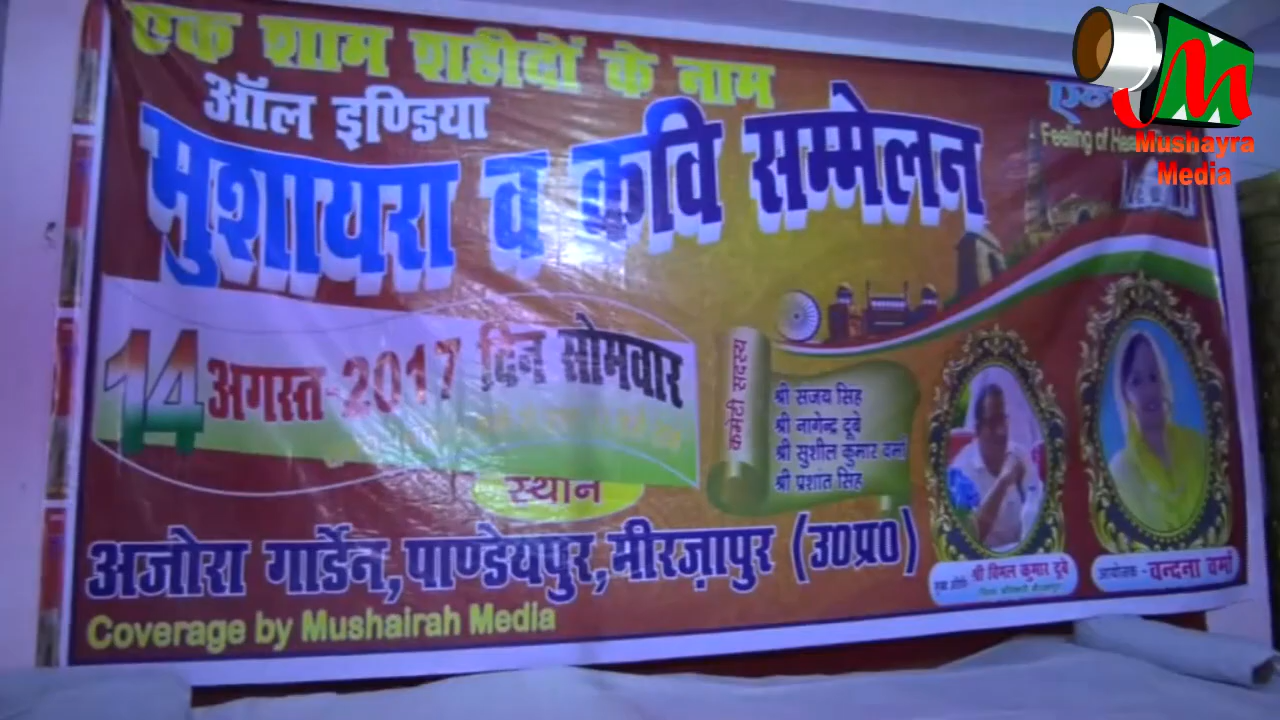 एक शाम शहीदों के नाम
ऑल इण्डिया
मुशायरा व कवि सम्मेलन
Feeling of
Mushayra
Media
14 अगस्त-2017 दिन सोमवार
कमेटी सदस्य
श्री संजय सिंह
श्री नागेन्द्र दूबे
श्री सुशील कुमार वर्मा
श्री प्रशांत सिंह
स्थान
अजोरा गार्डेन,पाण्डेयपुर,मीरज़ापुर (उ0प्र0)
श्री विमल कुमार दूबे
आयोजक-वन्दना वर्मा
Coverage by Mushairah Media